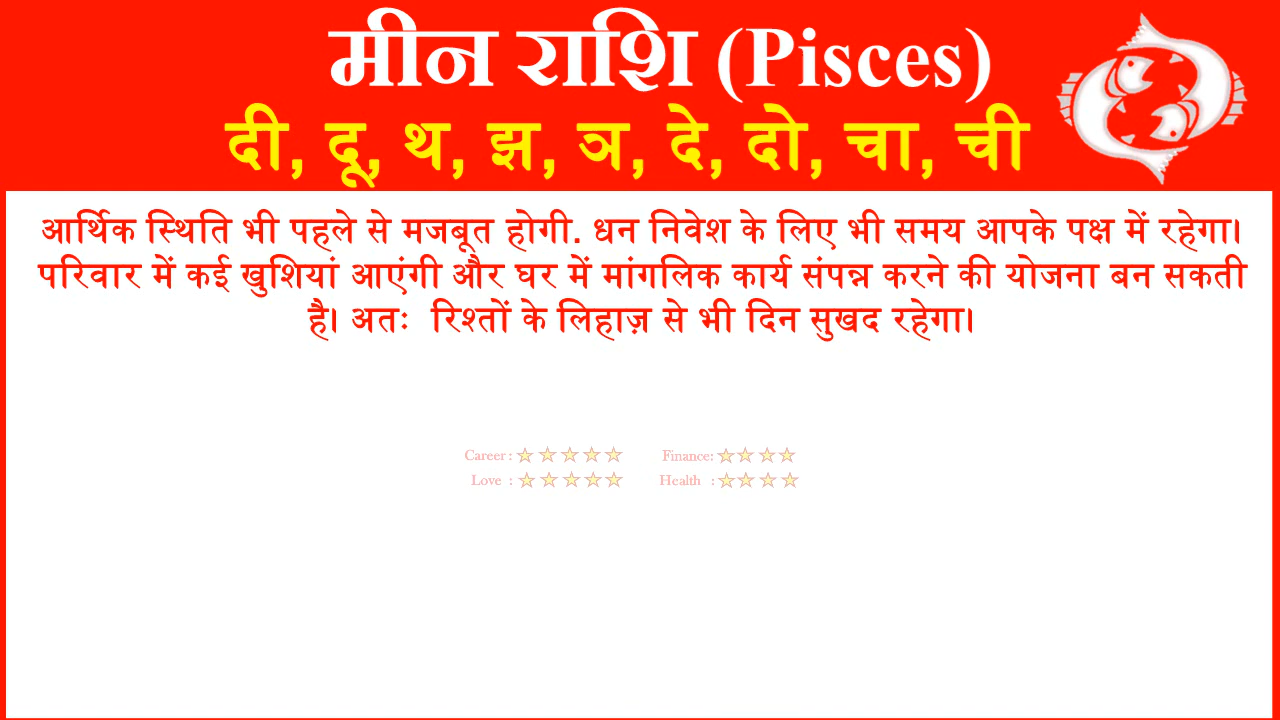 मीन राशि (Pisces)
दी, दू, थ, झ, ञ, दे, दो, चा, ची
आर्थिक स्थिति भी पहले से मजबूत होगी. धन निवेश के लिए भी समय आपके पक्ष में रहेगा।
परिवार में कई खुशियां आएंगी और घर में मांगलिक कार्य संपन्न करने की योजना बन सकती
है। अतः रिश्तों के लिहाज़ से भी दिन सुखद रहेगा।
Career : Finance:
Love : Health :